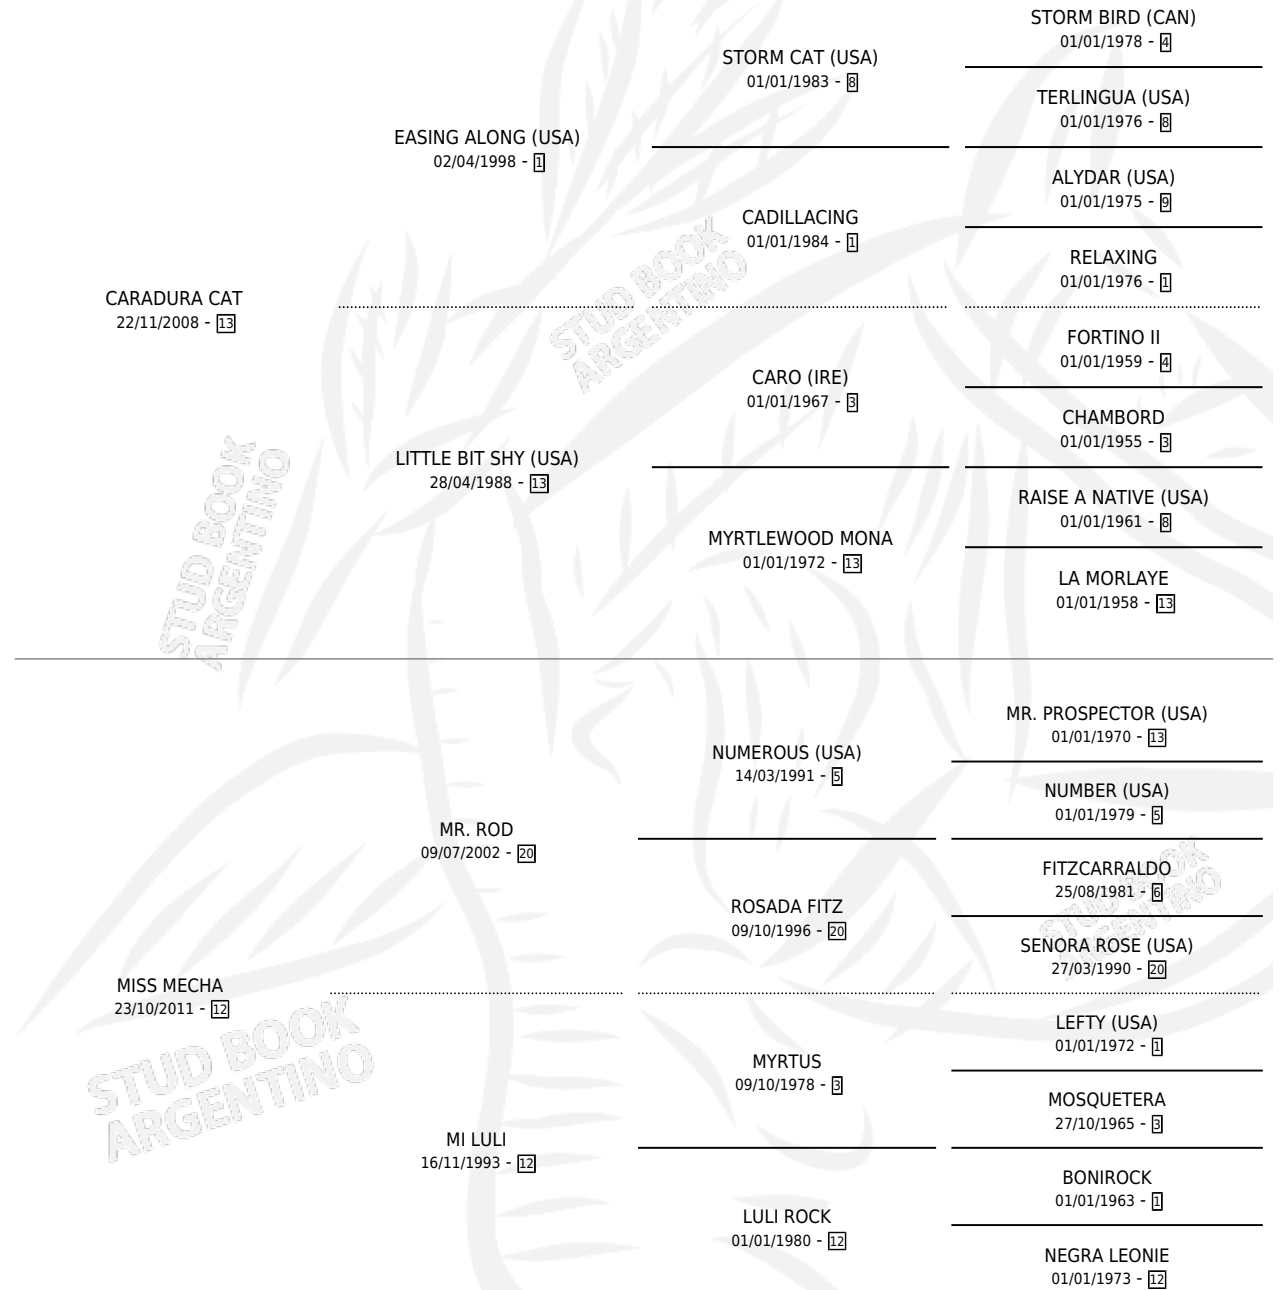 STORM BIRD (CAN)
01/01/1978 - 4
STORM CAT (USA)
01/01/1983 - 8
TERLINGUA (USA)
01/01/1976 - 8
EASING ALONG (USA)
02/04/1998 - 1
ALYDAR (USA)
01/01/1975 - 9
CADILLACING
01/01/1984 - 1
RELAXING
01/01/1976 - 1
CARADURA CAT
22/11/2008 - 13
FORTINO II
01/01/1959 - 4
CARO (IRE)
01/01/1967 - 3
CHAMBORD
01/01/1955 - 3
LITTLE BIT SHY (USA)
28/04/1988 - 13
RAISE A NATIVE (USA)
01/01/1961 - 8
MYRTLEWOOD MONA
01/01/1972 - 13
LA MORLAYE
01/01/1958 - 13
MR. PROSPECTOR (USA)
01/01/1970 - 13
NUMEROUS (USA)
14/03/1991 - 5
NUMBER (USA)
01/01/1979 - 5
MR. ROD
09/07/2002 - 20
FITZCARRALDO
25/08/1981 - 6
ROSADA FITZ
09/10/1996 - 20
SENORA ROSE (USA)
27/03/1990 - 20
MISS MECHA
23/10/2011 - 12
LEFTY (USA)
01/01/1972 - 1
MYRTUS
09/10/1978 - 3
MOSQUETERA
27/10/1965 - 3
MI LULI
16/11/1993 - 12
BONIROCK
01/01/1963 - 1
LULI ROCK
01/01/1980 - 12
NEGRA LEONIE
01/01/1973 - 12
STUD BOOK
ARGENTINO
STUD BOOK
ARGENTINO
STUD BOOK
ARGENTINO
STUD BOOK
ARGENTINO